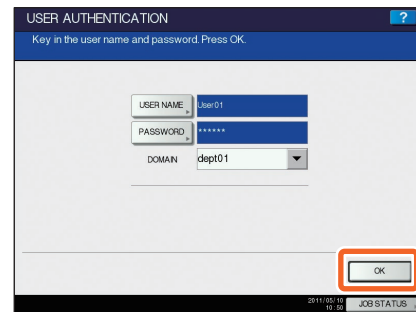 USER AUTHENTICATION
?
Key in the user name and password. Press OK.
USER NAME
User01
PASSWORD
******
DOMAIN
dept01
OK
2011/05/10
10:50
JOB STATUS